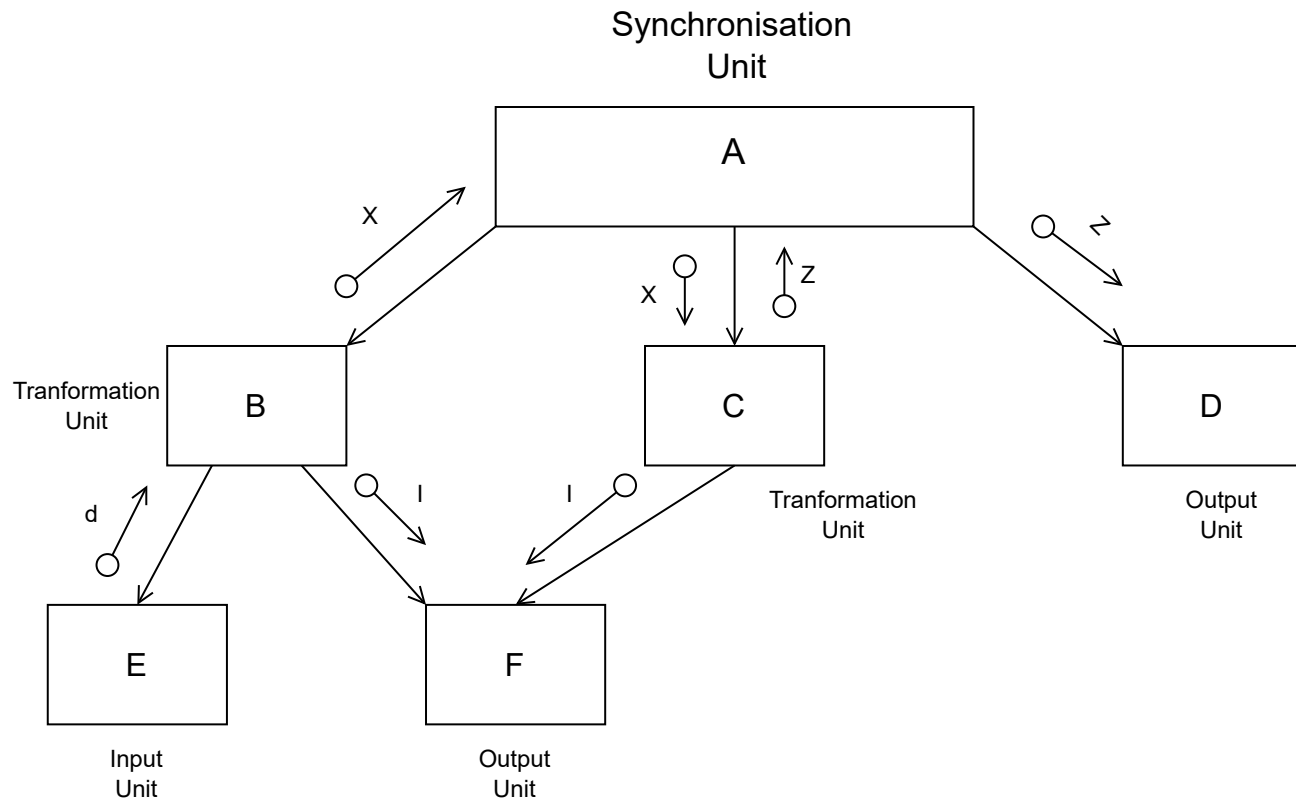 Synchronisation
Unit
A
X
Z
X
Z
Tranformation
Unit
B
C
D
d
I
I
Tranformation
Unit
Output
Unit
E
F
Input
Unit
Output
Unit